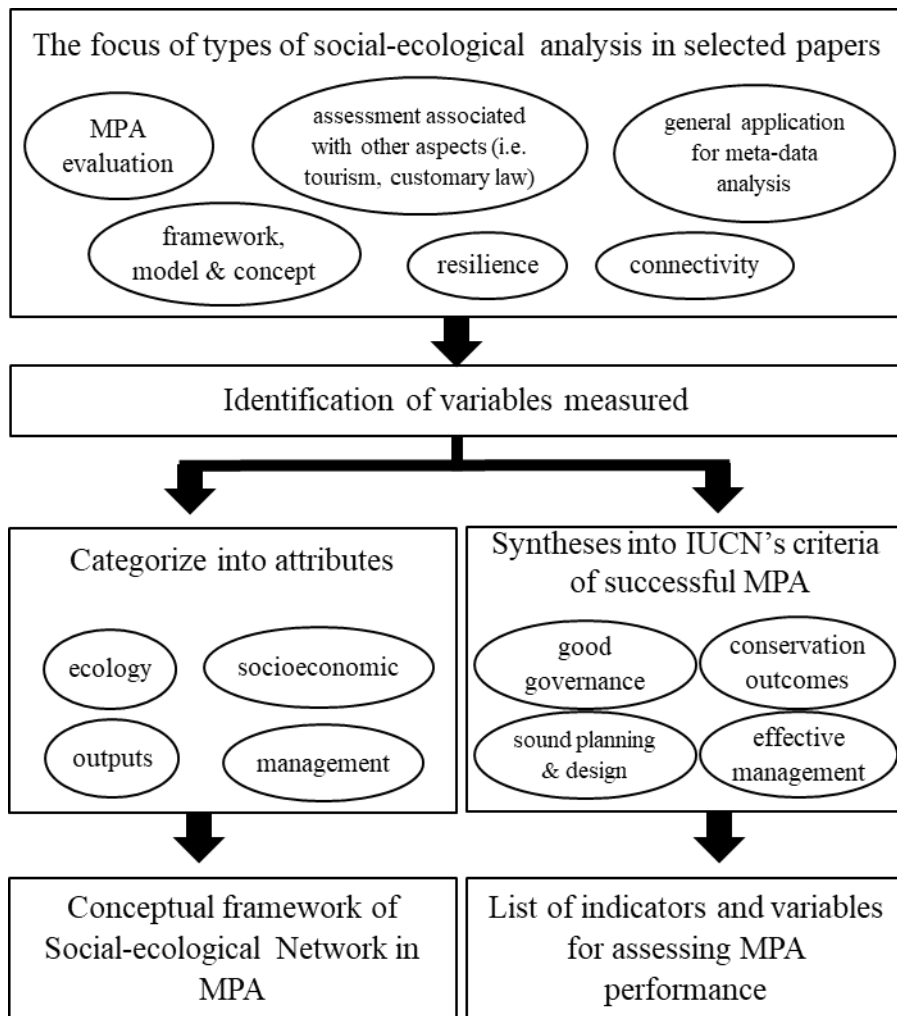 The focus of types of social-ecological analysis in selected papers
MPA
evaluation
assessment associated
with other aspects (i.e.
tourism, customary law)
general application
for meta-data
analysis
framework,
model & concept
resilience
connectivity
Identification of variables measured
Categorize into attributes
ecology
socioeconomic
outputs
management
Syntheses into IUCN's criteria
of successful MPA
good
governance
conservation
outcomes
sound planning
& design
effective
management
Conceptual framework of
Social-ecological Network in
MPA
List of indicators and variables
for assessing MPA
performance